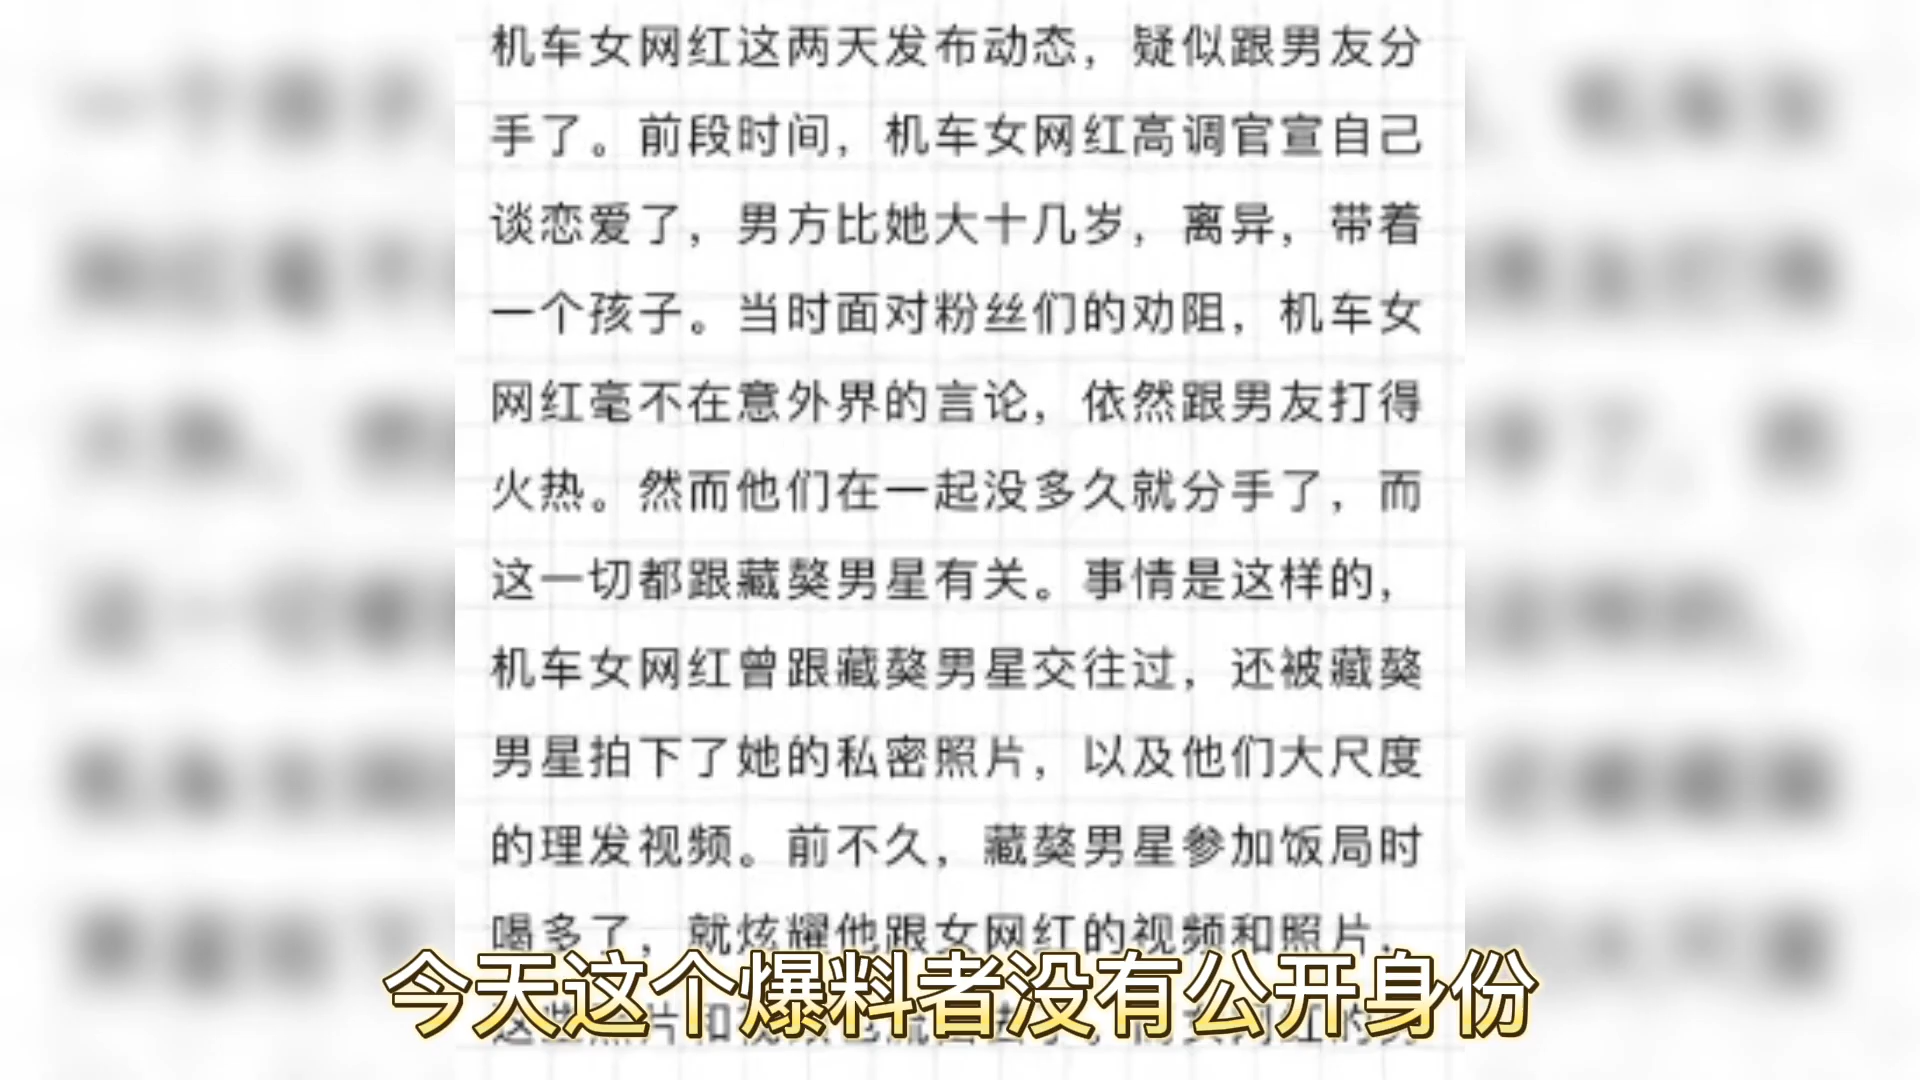 机车女网红这两天发布动态，疑似跟男友分
手了。前段时间，机车女网红高调官宣自己
谈恋爱了，男方比她大十几岁，离异，带着
一个孩子。当时面对粉丝们的劝阻，机车女
网红毫不在意外界的言论，依然跟男友打得
火热。然而他们在一起没多久就分手了，而
这一切都跟藏獒男星有关。事情是这样的，
机车女网红曾跟藏獒男星交往过，还被藏獒
男星拍下了她的私密照片，以及他们大尺度
的理发视频。前不久，藏獒男星参加饭局时
喝多了，就炫耀他跟女网红的视频和照片，
今天这个爆料者没有公开身份